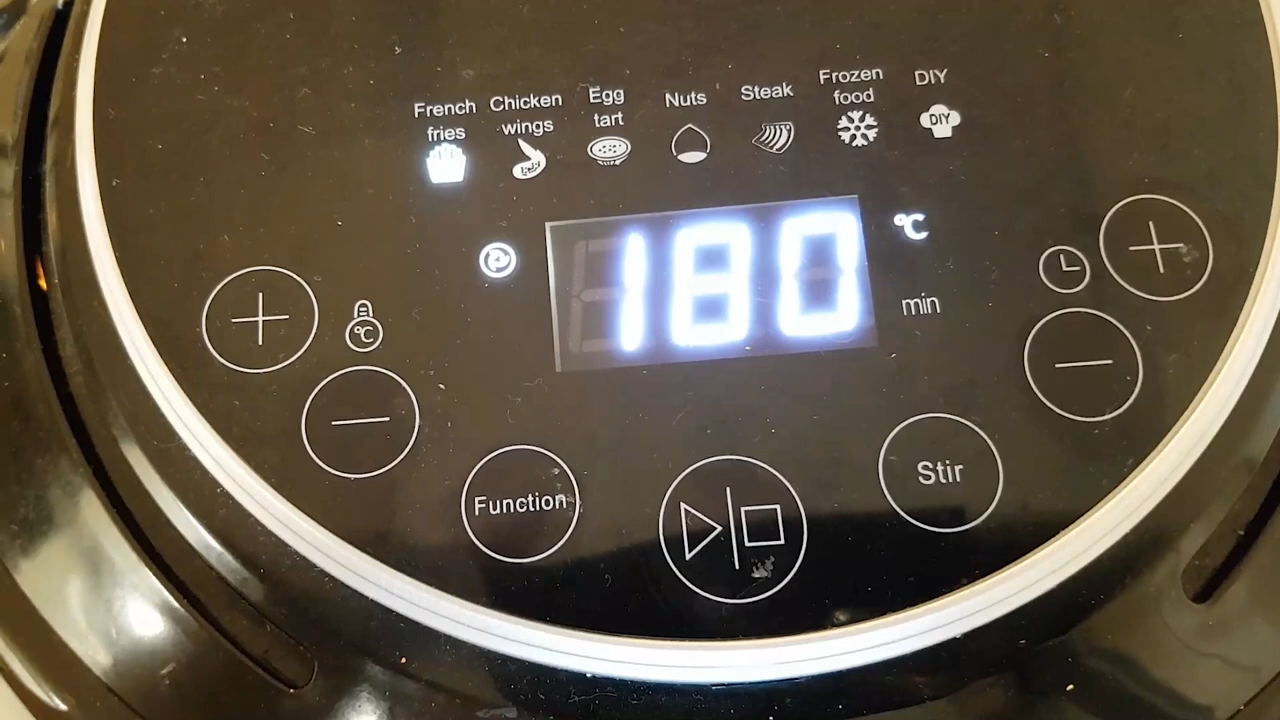 French fries
Chicken wings
Egg tart
Nuts
Steak
Frozen food
DIY
DIY
180
℃
min
℃
Function
Stir